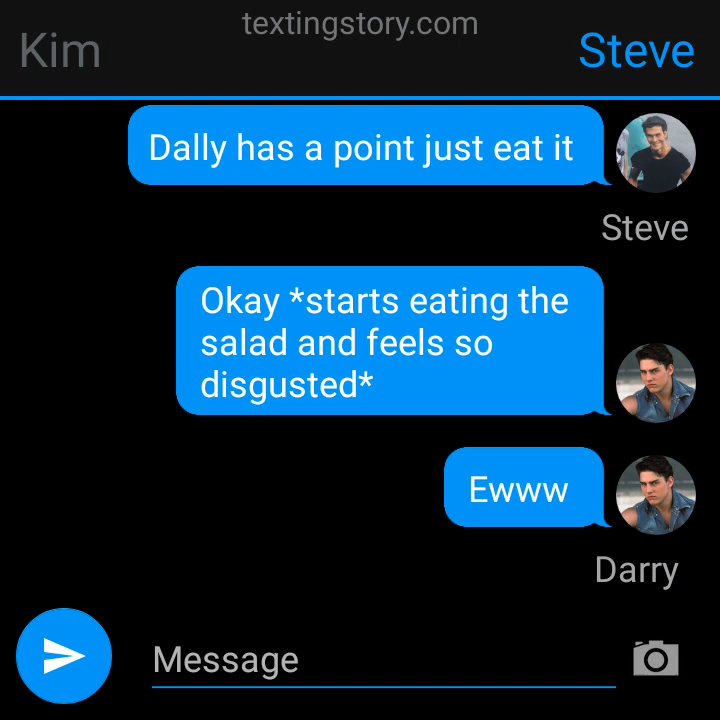 textingstory.com
Kim
Steve
Dally has a point just eat it
Steve
Okay *starts eating the
salad and feels so
disgusted*
Ewww
Darry
Message